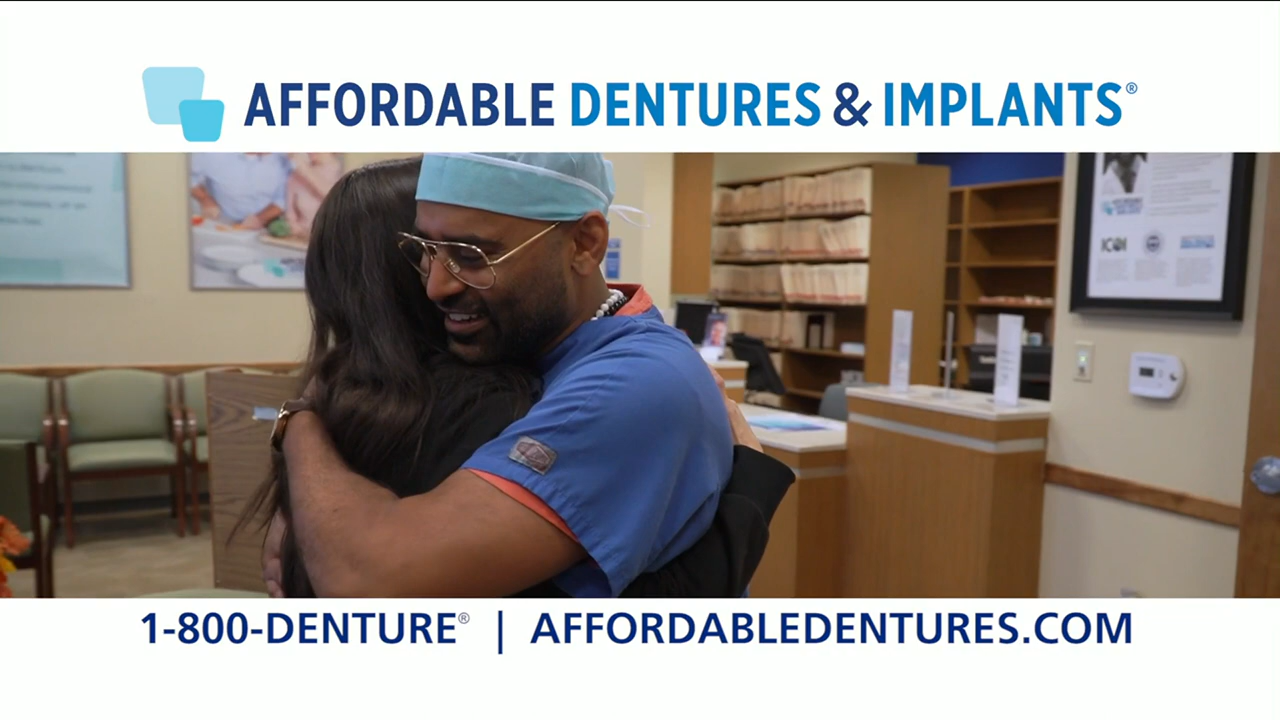 AFFORDABLE DENTURES & IMPLANTS®
ICOI
1-800-DENTURE® | AFFORDABLEDENTURES.COM